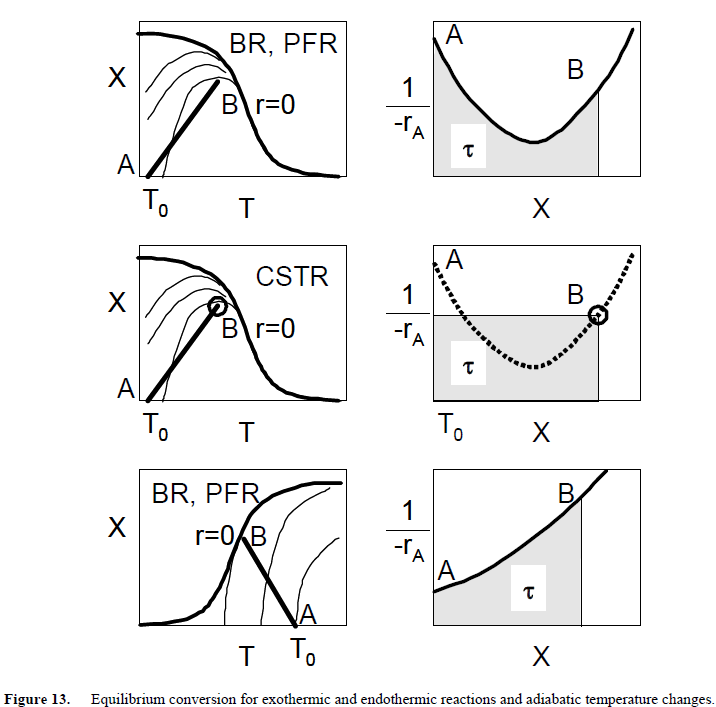 BR, PFR
X
B r=0
A
T0
T
A
B
1
-rA
τ
X
CSTR
X
B r=0
A
T0
T
A
B
1
-rA
τ
T0
X
BR, PFR
X
r=0 B
A
T
T0
B
1
-rA
A
τ
X
Figure 13. Equilibrium conversion for exothermic and endothermic reactions and adiabatic temperature changes.